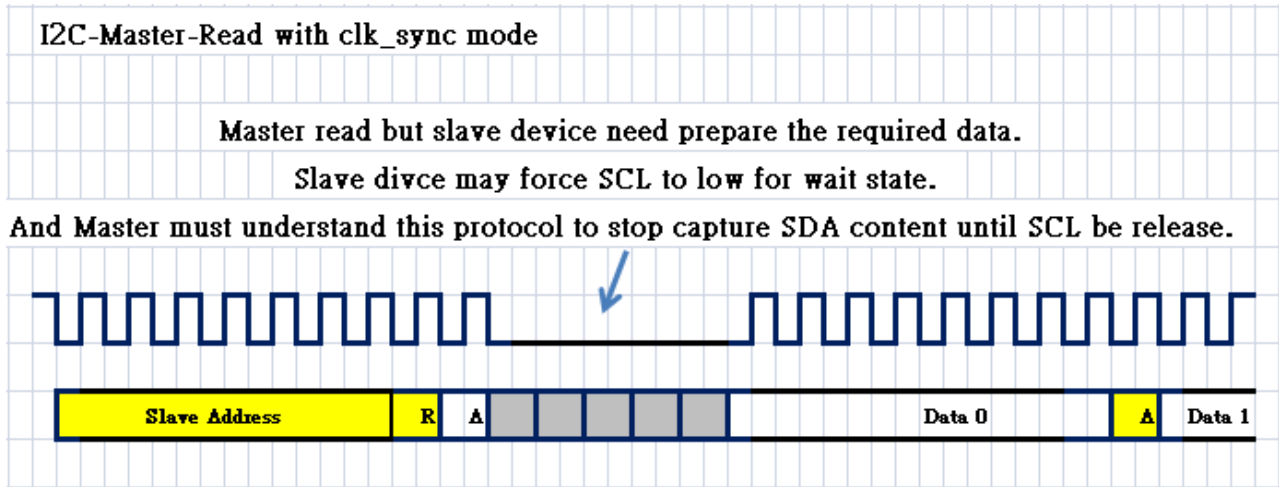 I2C-Master-Read with clk_sync mode
Master read but slave device need prepare the required data.
Slave divce may force SCL to low for wait state.
And Master must understand this protocol to stop capture SDA content until SCL be release.
Slave Address R A Data 0 A Data 1